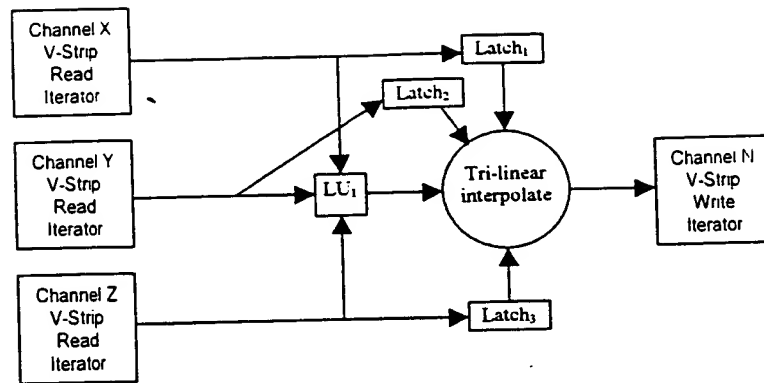 Channel X
V-Strip
Read
Iterator
Latch₁
Latch₂
Channel Y
V-Strip
Read
Iterator
LU₁
Tri-linear
interpolate
Channel N
V-Strip
Write
Iterator
Channel Z
V-Strip
Read
Iterator
Latch₃